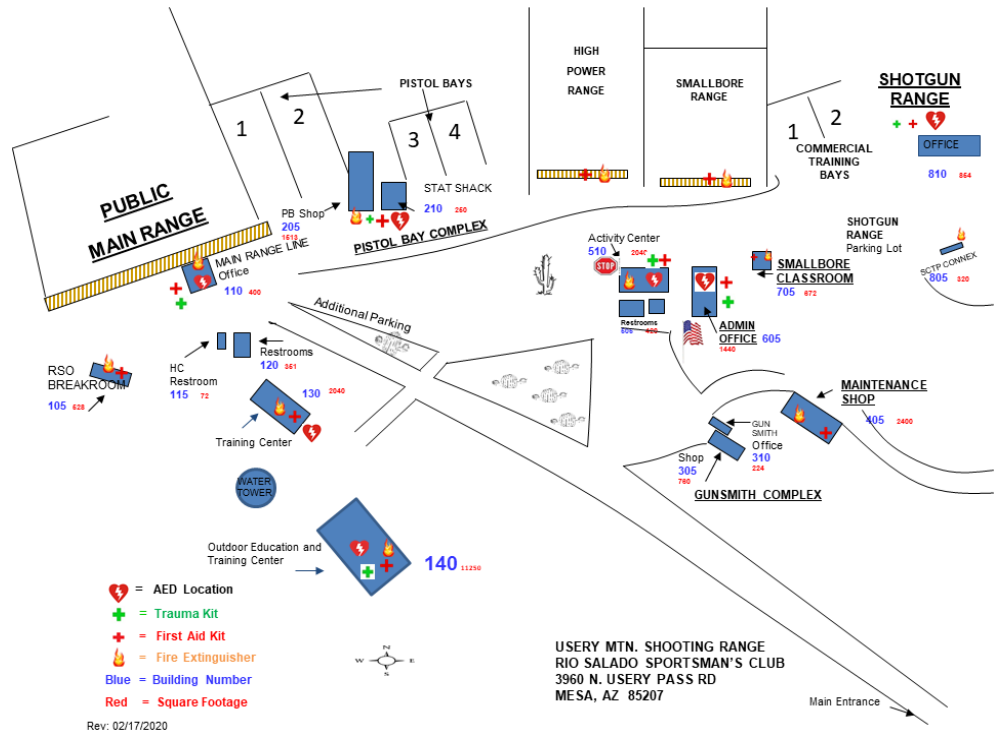 HIGH
POWER
RANGE
SMALLBORE
RANGE
SHOTGUN
RANGE
OFFICE
810 864
PISTOL BAYS
1
2
3
4
1
2
COMMERCIAL
TRAINING
BAYS
STAT SHACK
210 260
PB Shop
205
1513
PISTOL BAY COMPLEX
PUBLIC
MAIN RANGE
MAIN RANGE LINE
Office
110 400
SHOTGUN
RANGE
Parking Lot
SCTP CONNEX
805 320
Activity Center
510 2040
STOP
SMALLBORE
CLASSROOM
705 672
Restrooms
ADMIN
OFFICE 605
1440
Additional Parking
RSO
BREAKROOM
105 628
HC
Restroom
115 72
Restrooms
120 351
130 2040
Training Center
MAINTENANCE
SHOP
405 2400
GUN
SMITH
Office
310
224
Shop
305
760
GUNSMITH COMPLEX
WATER
TOWER
Outdoor Education and
Training Center
140 11250
= AED Location
= Trauma Kit
= First Aid Kit
= Fire Extinguisher
Blue = Building Number
Red = Square Footage
Rev: 02/17/2020
N
W E
S
USERY MTN. SHOOTING RANGE
RIO SALADO SPORTSMAN'S CLUB
3960 N. USERY PASS RD
MESA, AZ 85207
Main Entrance